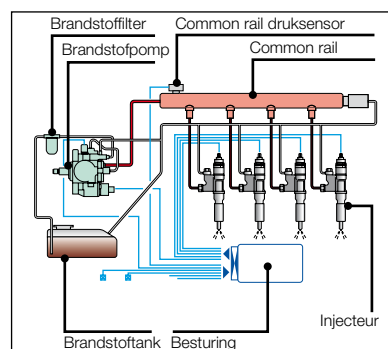 Brandstoffilter
Common rail druksensor
Brandstofpomp
Common rail
Injecteur
Brandstoftank
Besturing